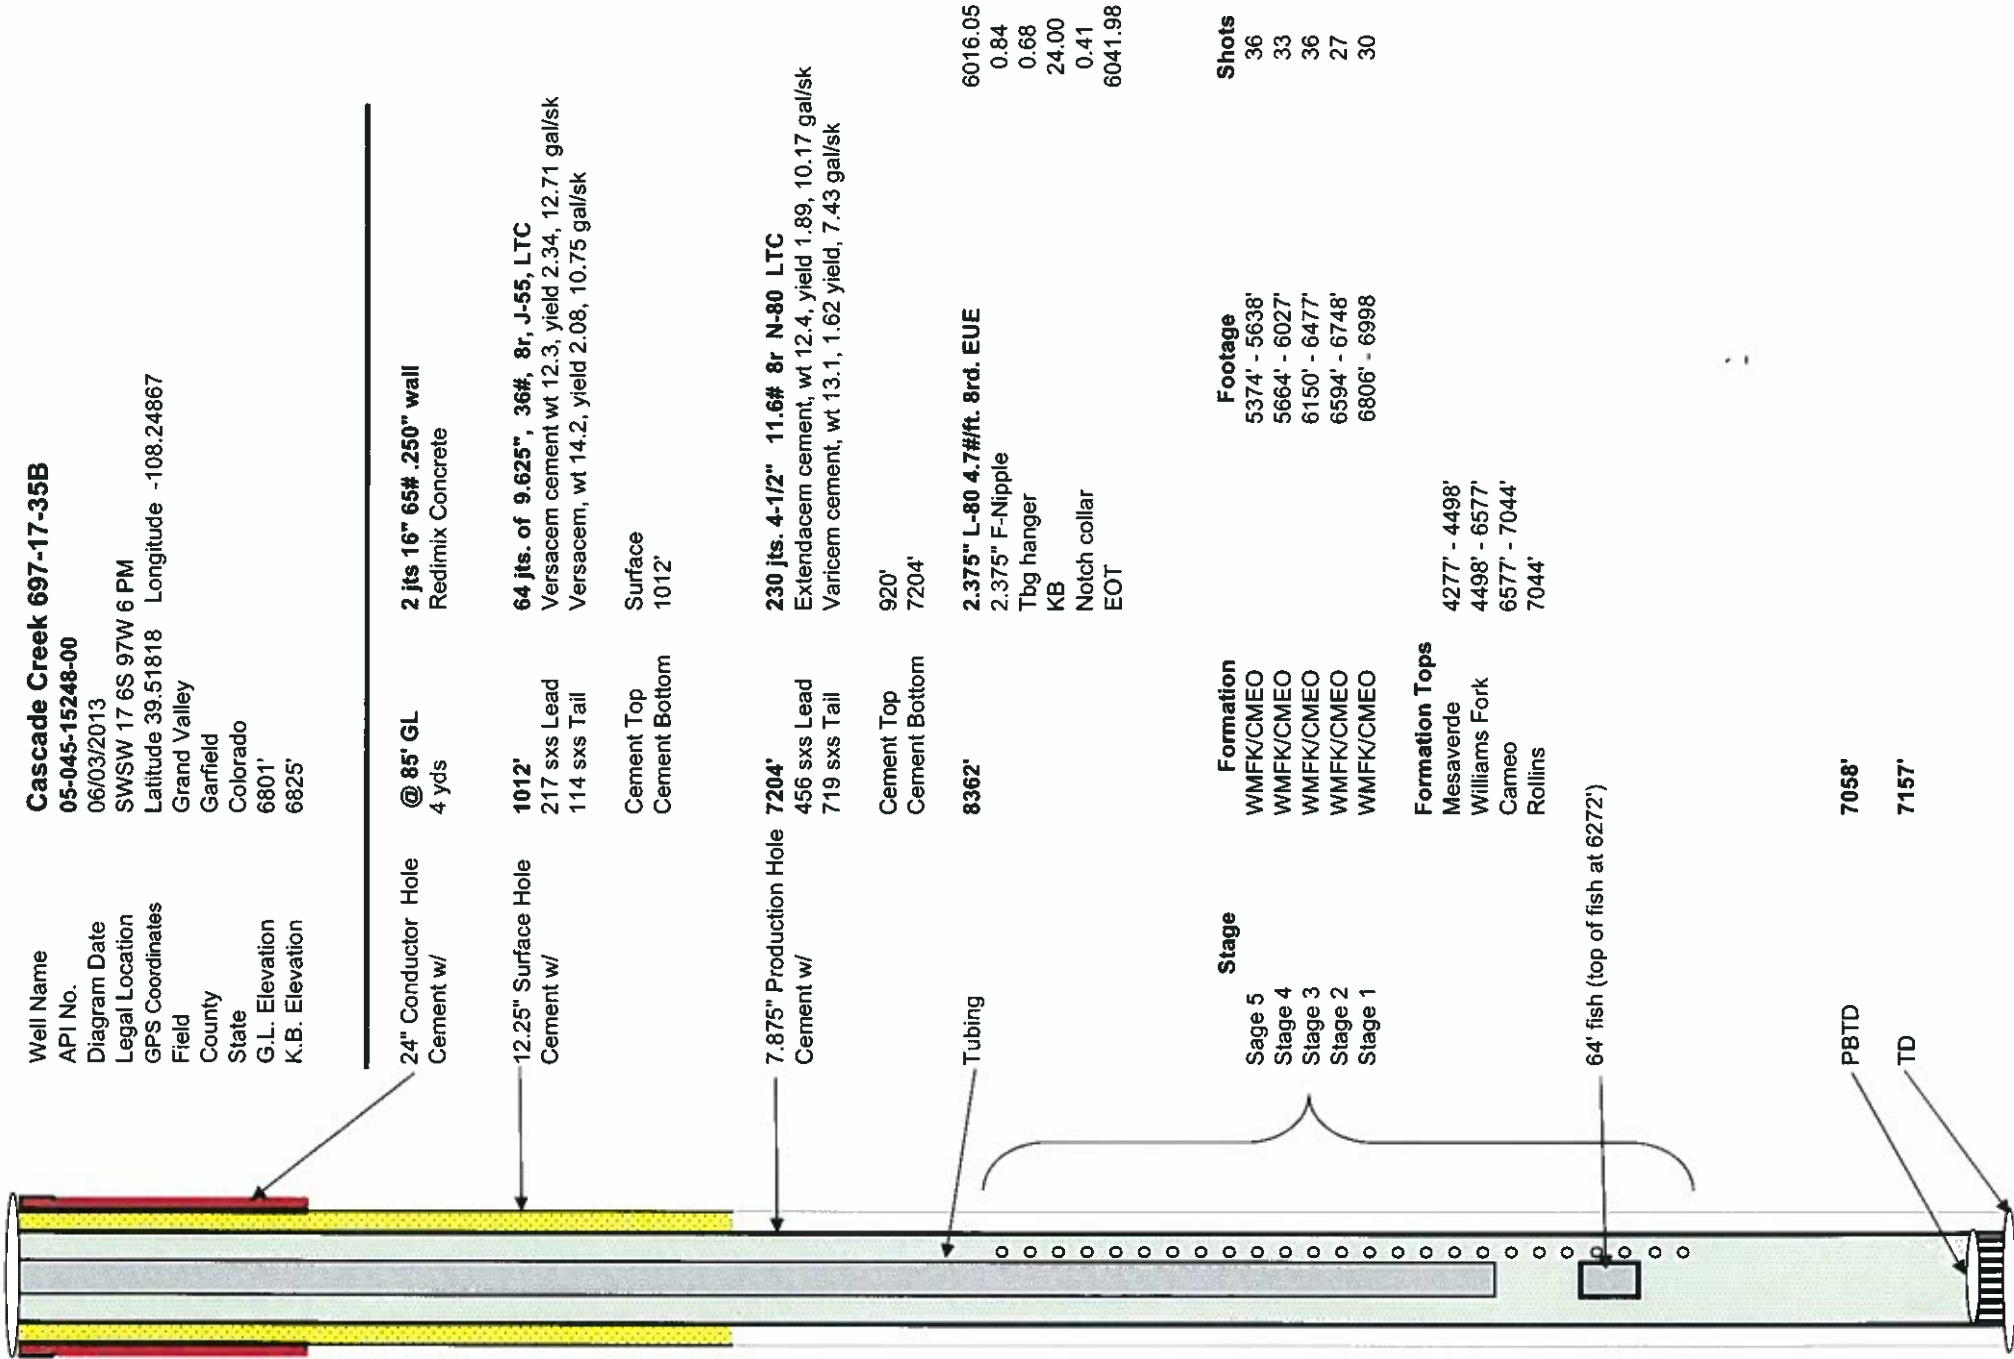 Well Name Cascade Creek 697-17-35B
API No. 05-045-15248-00
Diagram Date 06/03/2013
Legal Location SWSW 17 6S 97W 6 PM
GPS Coordinates Latitude 39.51818 Longitude -108.24867
Field Grand Valley
County Garfield
State Colorado
G.L. Elevation 6801'
K.B. Elevation 6825'
24" Conductor Hole @ 85' GL 2 jts 16" 65# .250" wall
Cement w/ 4 yds Redimix Concrete
12.25" Surface Hole 1012' 64 jts. of 9.625", 36#, 8r, J-55, LTC
Cement w/ 217 sxs Lead Versacem cement wt 12.3, yield 2.34, 12.71 gal/sk
114 sxs Tail Versacem, wt 14.2, yield 2.08, 10.75 gal/sk
Cement Top Surface
Cement Bottom 1012'
7.875" Production Hole 7204' 230 jts. 4-1/2" 11.6# 8r N-80 LTC
Cement w/ 456 sxs Lead Extendacem cement, wt 12.4, yield 1.89, 10.17 gal/sk
719 sxs Tail Varicem cement, wt 13.1, 1.62 yield, 7.43 gal/sk
Cement Top 920'
Cement Bottom 7204'
Tubing 8362' 2.375" L-80 4.7#/ft. 8rd. EUE 6016.05
2.375" F-Nipple 0.84
Tbg hanger 0.68
KB 24.00
Notch collar 0.41
EOT 6041.98
Stage Formation Footage Shots
Sage 5 WMFK/CMEO 5374' - 5638' 36
Stage 4 WMFK/CMEO 5664' - 6027' 33
Stage 3 WMFK/CMEO 6150' - 6477' 36
Stage 2 WMFK/CMEO 6594' - 6748' 27
Stage 1 WMFK/CMEO 6806' - 6998 30
Formation Tops
Mesaverde 4277' - 4498'
Williams Fork 4498' - 6577'
Cameo 6577' - 7044'
Rollins 7044'
64' fish (top of fish at 6272')
PBTD 7058'
TD 7157'